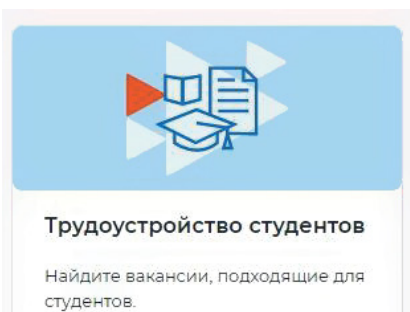 Трудоустройство студентов
Найдите вакансии, подходящие для
студентов.